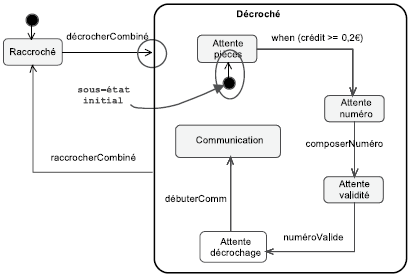 Décroché
décrocherCombiné
Raccroché
Attente
pièces
when (crédit >= 0,2€)
sous-état
initial
Attente
numéro
Communication
composerNuméro
raccrocherCombiné
Attente
validité
débuterComm
numéroValide
Attente
décrochage